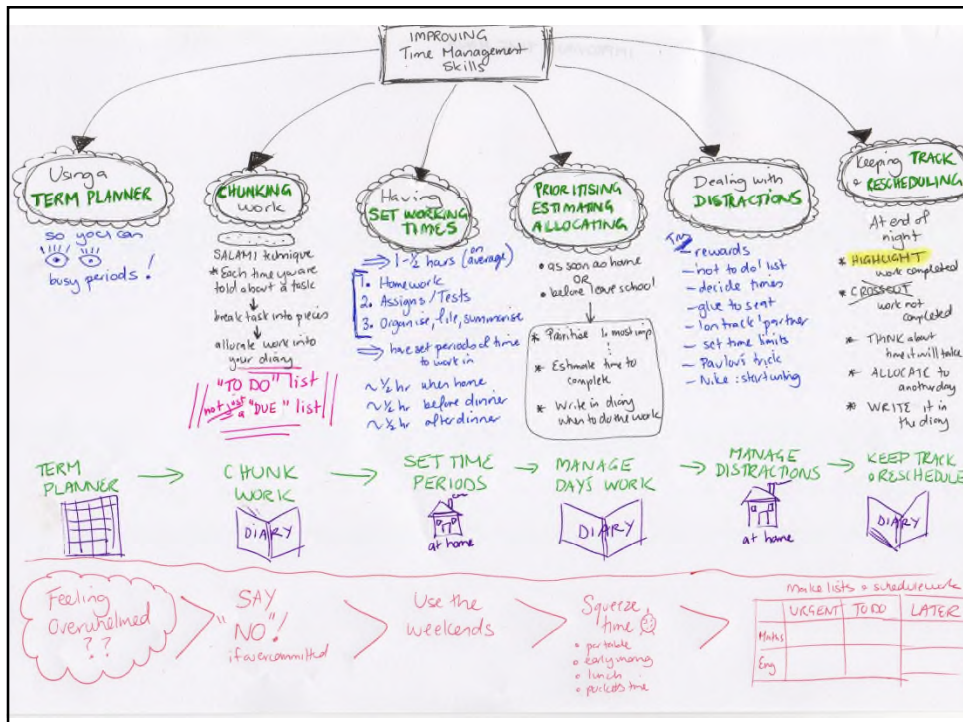 IMPROVING
Time Management
Skills
Using a
TERM PLANNER
so you can
busy periods!
CHUNKING
work
SALAMI technique
* Each time you are
told about a task
break task into pieces
allocate work into
your diary
"TO DO" list
not just a "DUE" list
Having
SET WORKING
TIMES
⇒ 1-1½ hours (on average)
1. Homework
2. Assigns/Tests
3. Organise, file, summarise
⇒ have set periods of time
to work in
~ ½ hr when home
~ ½ hr before dinner
~ ½ hr after dinner
PRIORITISING
ESTIMATING
ALLOCATING
• as soon as home
OR
• before leave school
* Prioritise 1. most imp
* Estimate time to
complete
* Write in diary
when to do the work
Dealing with
DISTRACTIONS
- rewards
- not to do list
- decide times
- glue to seat
- 'on track' partner
- set time limits
- Pavlov's trick
- Nike: start writing
Keeping TRACK
& RESCHEDULING
At end of
night
* HIGHLIGHT
work completed
* CROSS OUT
work not
completed
* THINK about
time it will take
* ALLOCATE to
another day
* WRITE it in
the diary
TERM
PLANNER
CHUNK
WORK
DIARY
SET TIME
PERIODS
at home
MANAGE
DAY'S WORK
DIARY
MANAGE
DISTRACTIONS
at home
KEEP TRACK
& RESCHEDULE
DIARY
Feeling
Overwhelmed
??
SAY
"NO"!
if overcommitted
Use the
weekends
Squeeze
time
• portable
• early morng
• lunch
• pockets time
Make lists & schedule work
URGENT TO DO LATER
Maths
Eng